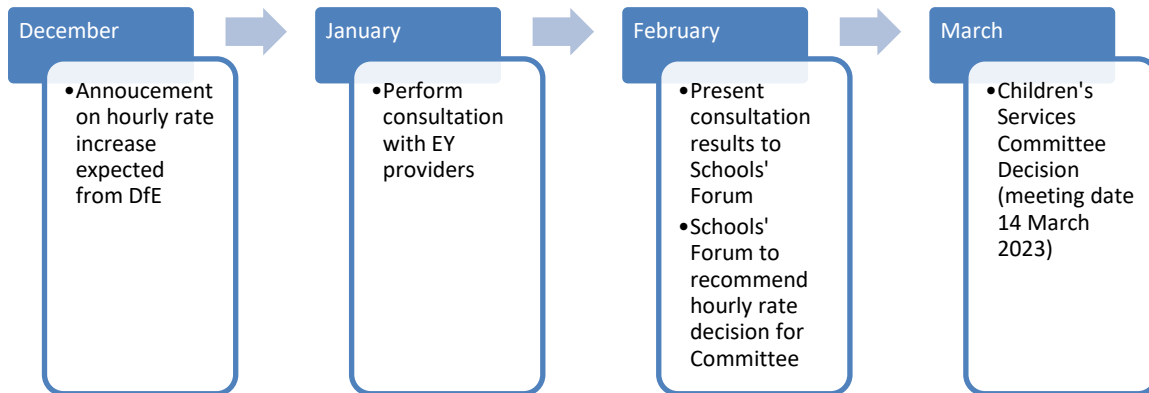 December
•Annoucement
on hourly rate
increase
expected
from DfE
January
•Perform
consultation
with EY
providers
February
•Present
consultation
results to
Schools'
Forum
•Schools'
Forum to
recommend
hourly rate
decision for
Committee
March
•Children's
Services
Committee
Decision
(meeting date
14 March
2023)